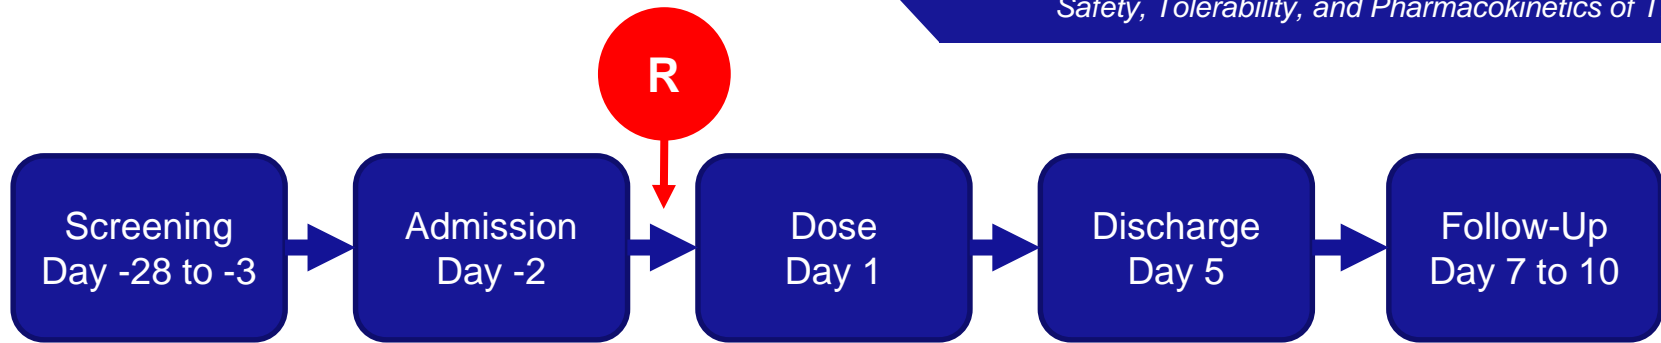 Safety, Tolerability, and Pharmacokinetics of T
R
Screening
Day -28 to -3
Admission
Day -2
Dose
Day 1
Discharge
Day 5
Follow-Up
Day 7 to 10